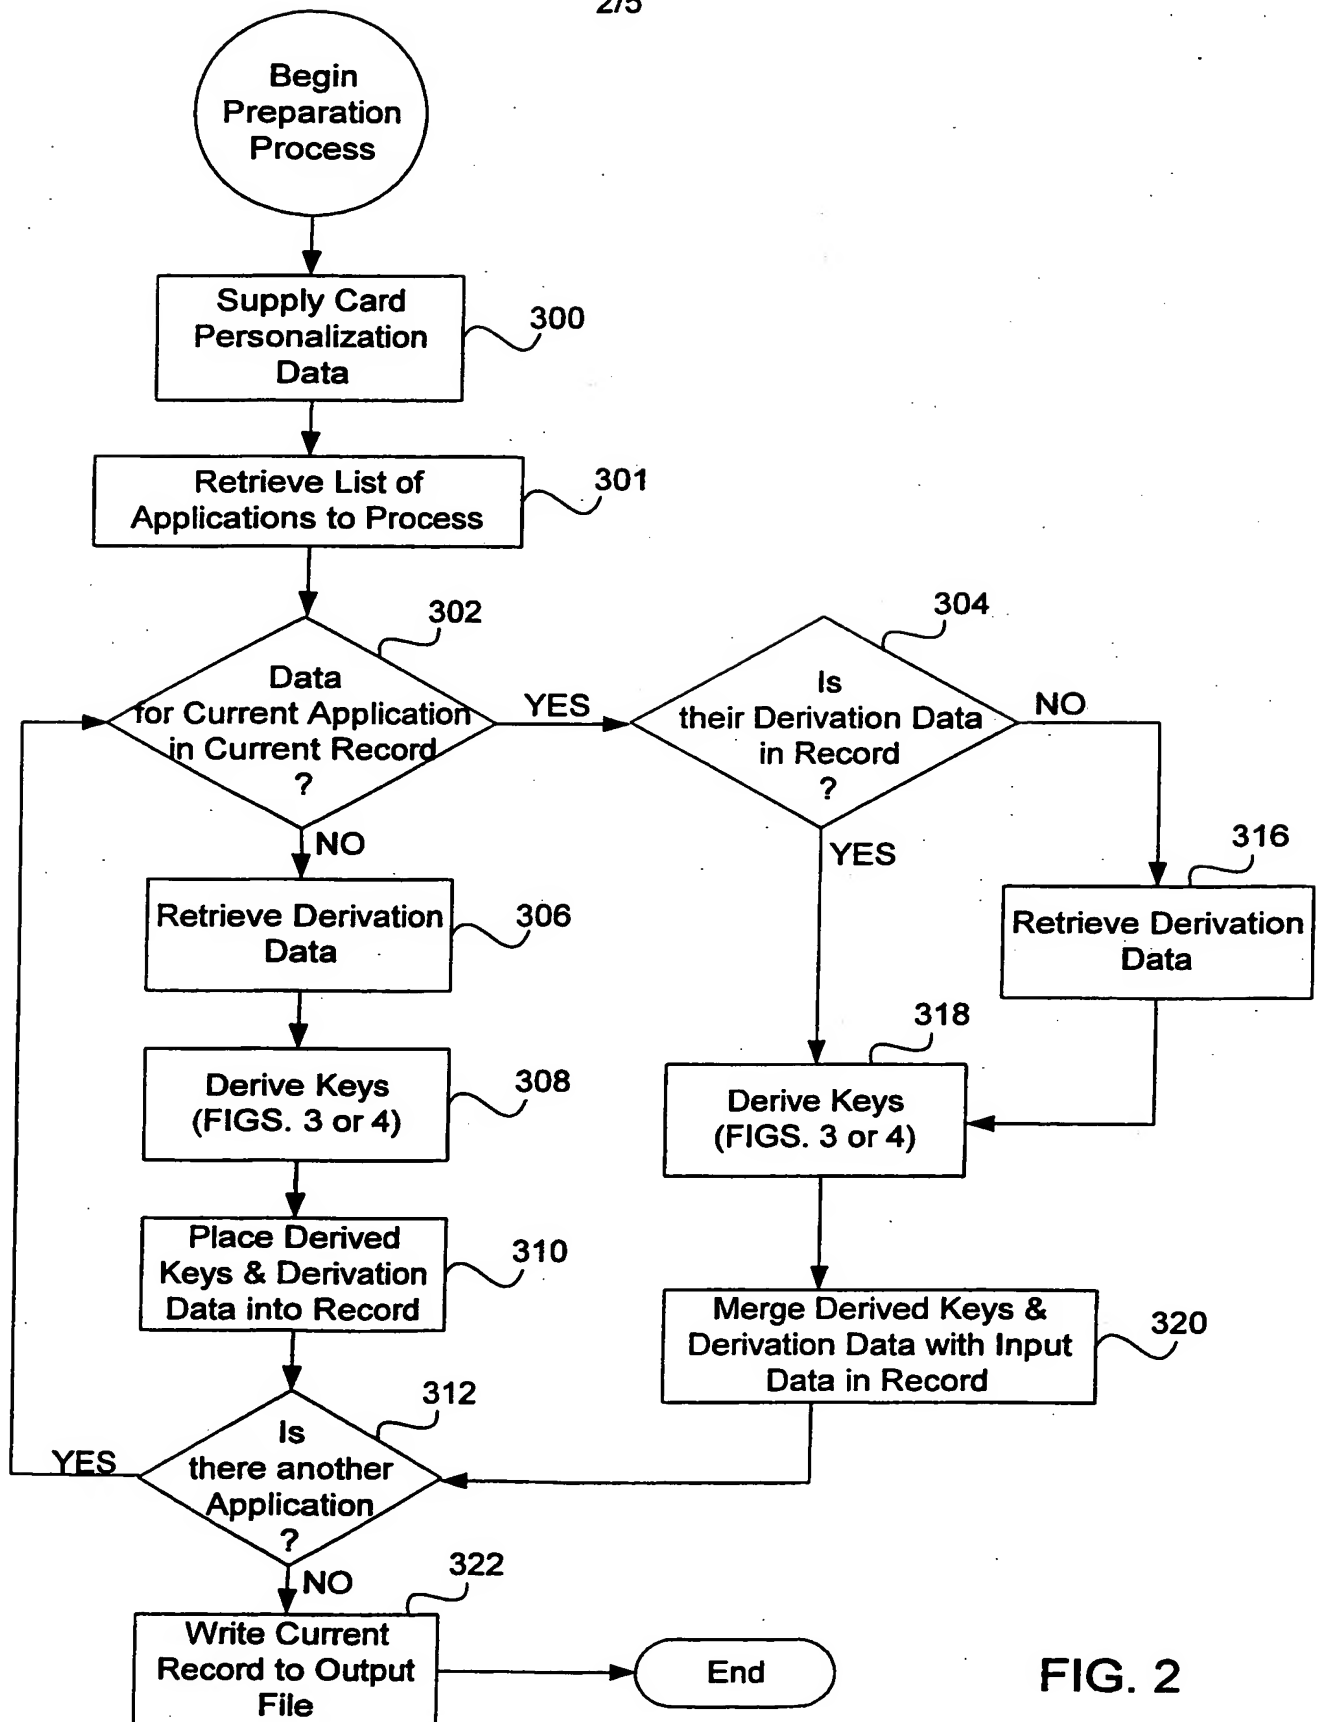 2/5
Begin
Preparation
Process
Supply Card
Personalization
Data
300
Retrieve List of
Applications to Process
301
302
Data
for Current Application
in Current Record
?
YES
304
Is
their Derivation Data
in Record
?
NO
NO
YES
316
Retrieve Derivation
Data
306
Retrieve Derivation
Data
318
Derive Keys
(FIGS. 3 or 4)
308
Derive Keys
(FIGS. 3 or 4)
Place Derived
Keys & Derivation
Data into Record
310
Merge Derived Keys &
Derivation Data with Input
Data in Record
320
312
Is
there another
Application
?
YES
NO
322
Write Current
Record to Output
File
End
FIG. 2